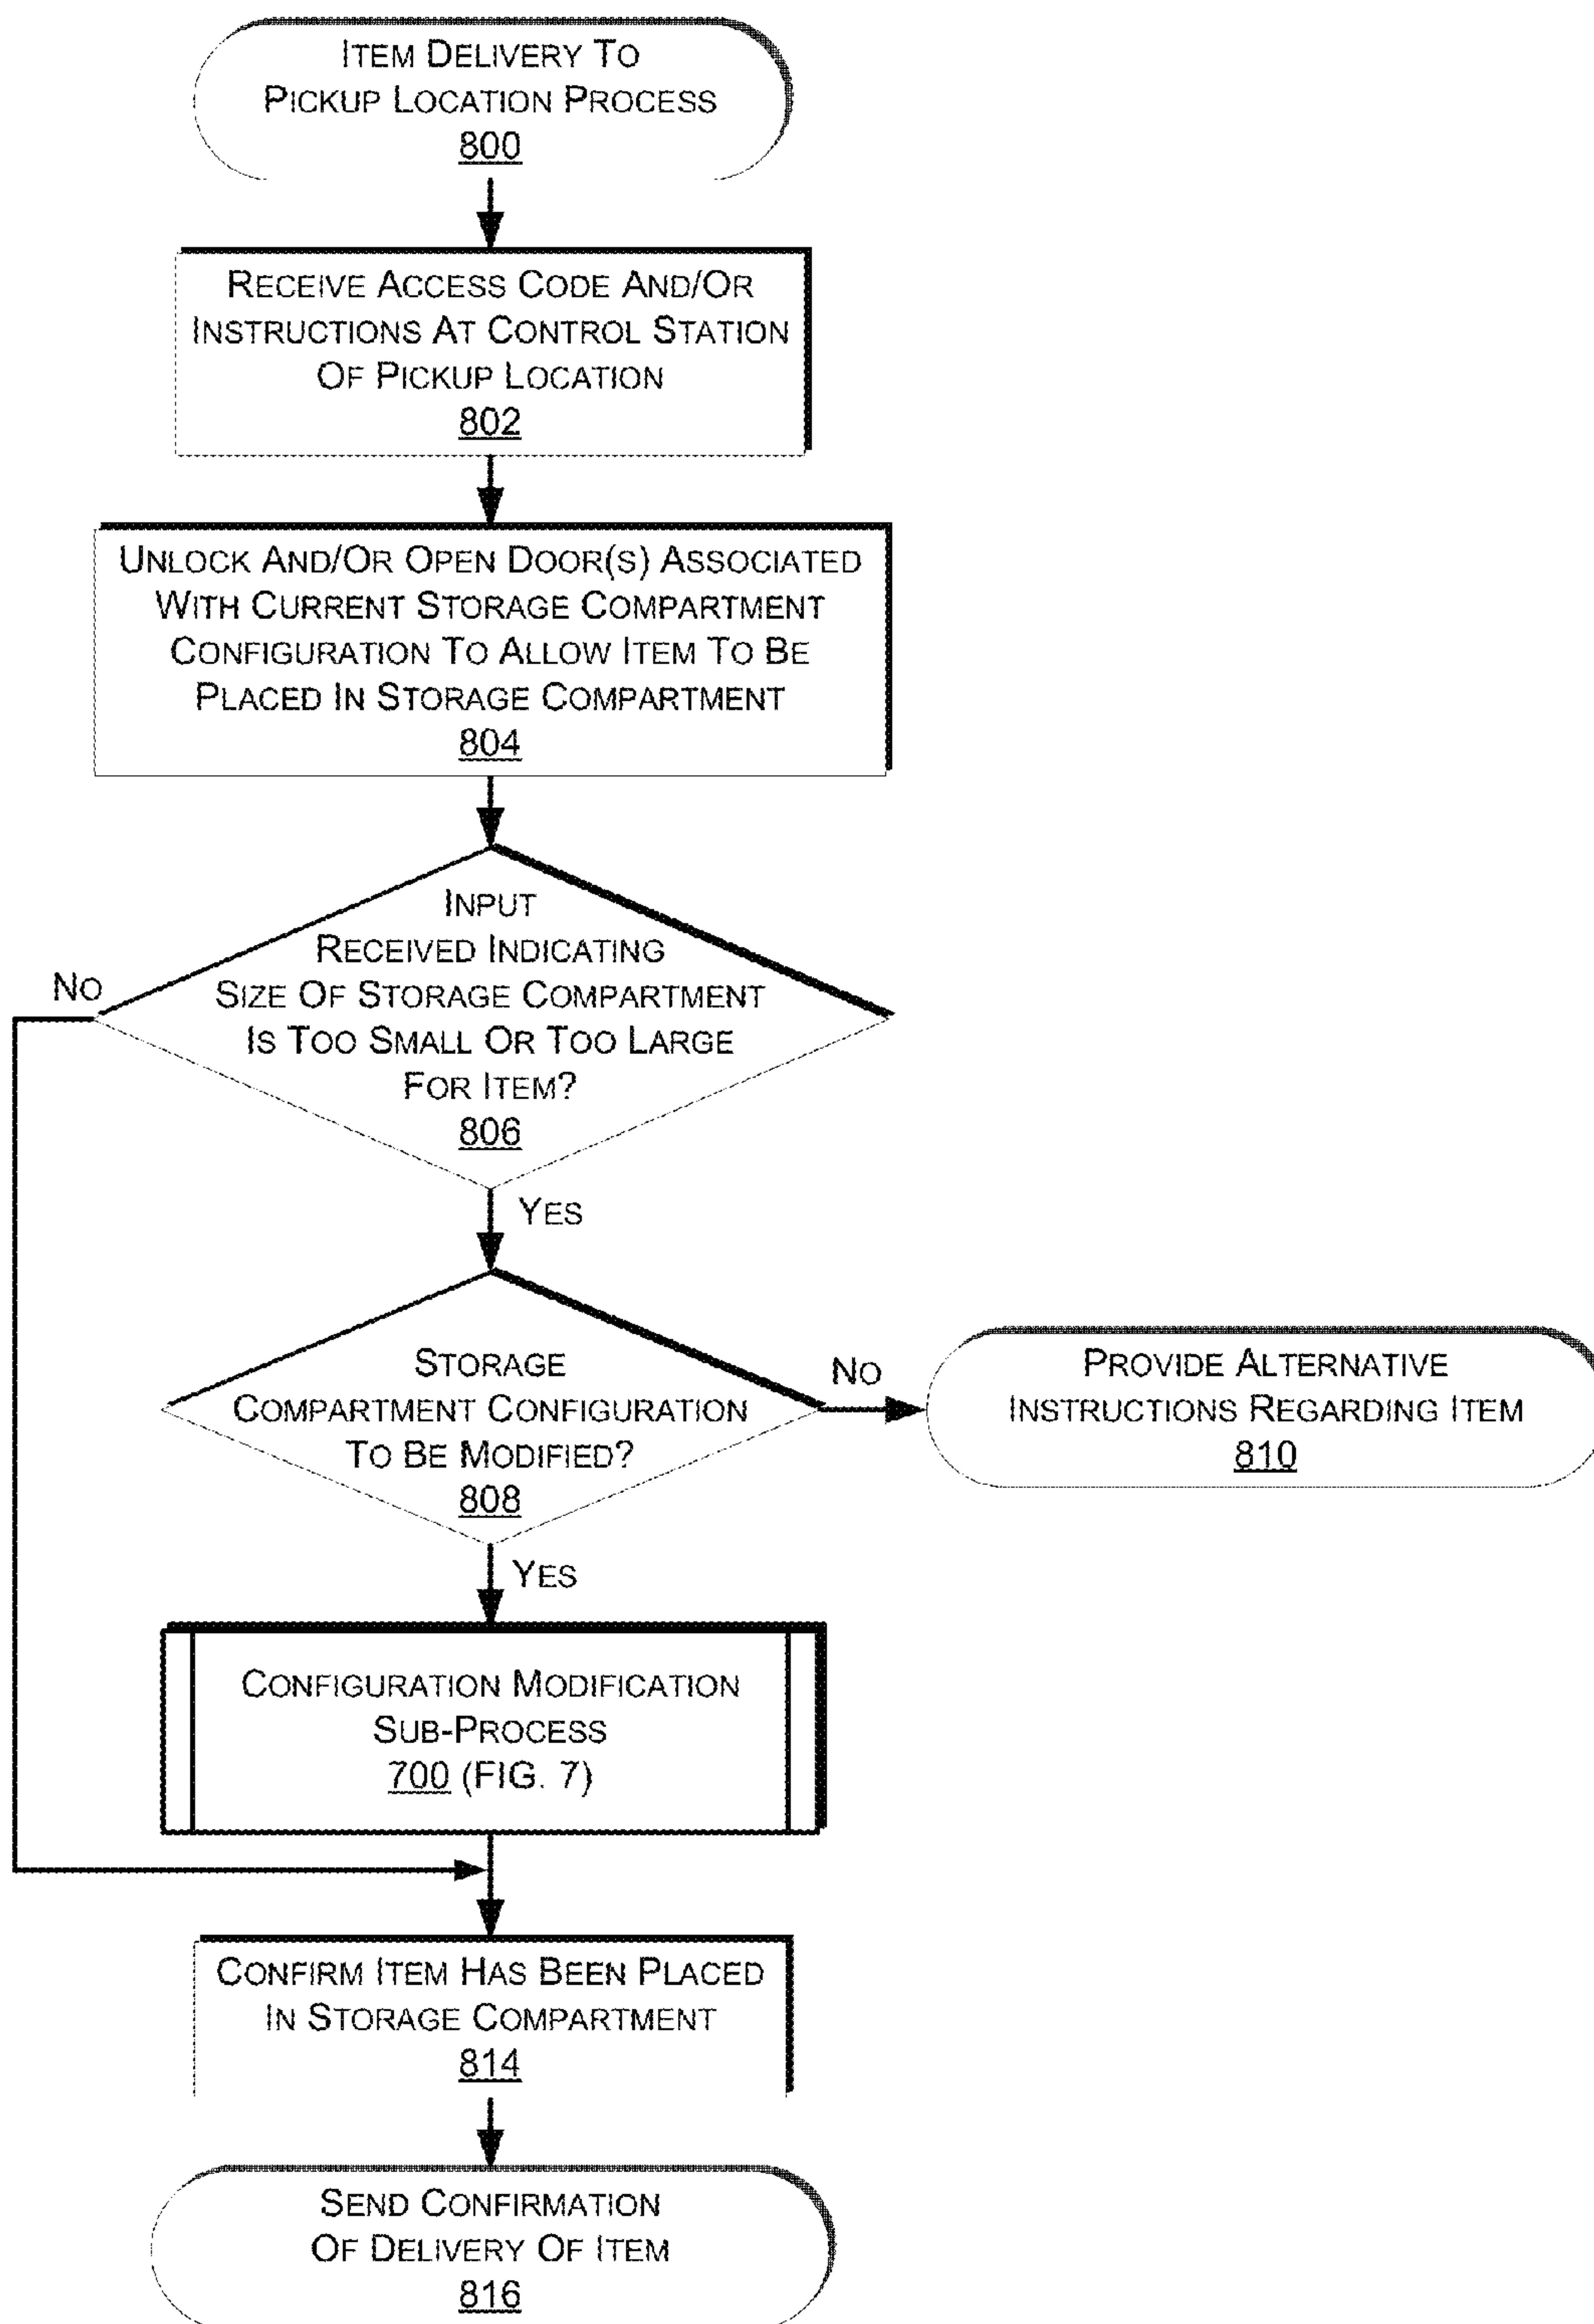 ITEM DELIVERY TO
PICKUP LOCATION PROCESS
800
RECEIVE ACCESS CODE AND/OR
INSTRUCTIONS AT CONTROL STATION
OF PICKUP LOCATION
802
UNLOCK AND/OR OPEN DOOR(S) ASSOCIATED
WITH CURRENT STORAGE COMPARTMENT
CONFIGURATION TO ALLOW ITEM TO BE
PLACED IN STORAGE COMPARTMENT
804
INPUT
RECEIVED INDICATING
SIZE OF STORAGE COMPARTMENT
IS TOO SMALL OR TOO LARGE
FOR ITEM?
806
NO
YES
STORAGE
COMPARTMENT CONFIGURATION
TO BE MODIFIED?
808
NO
PROVIDE ALTERNATIVE
INSTRUCTIONS REGARDING ITEM
810
YES
CONFIGURATION MODIFICATION
SUB-PROCESS
700 (FIG. 7)
CONFIRM ITEM HAS BEEN PLACED
IN STORAGE COMPARTMENT
814
SEND CONFIRMATION
OF DELIVERY OF ITEM
816